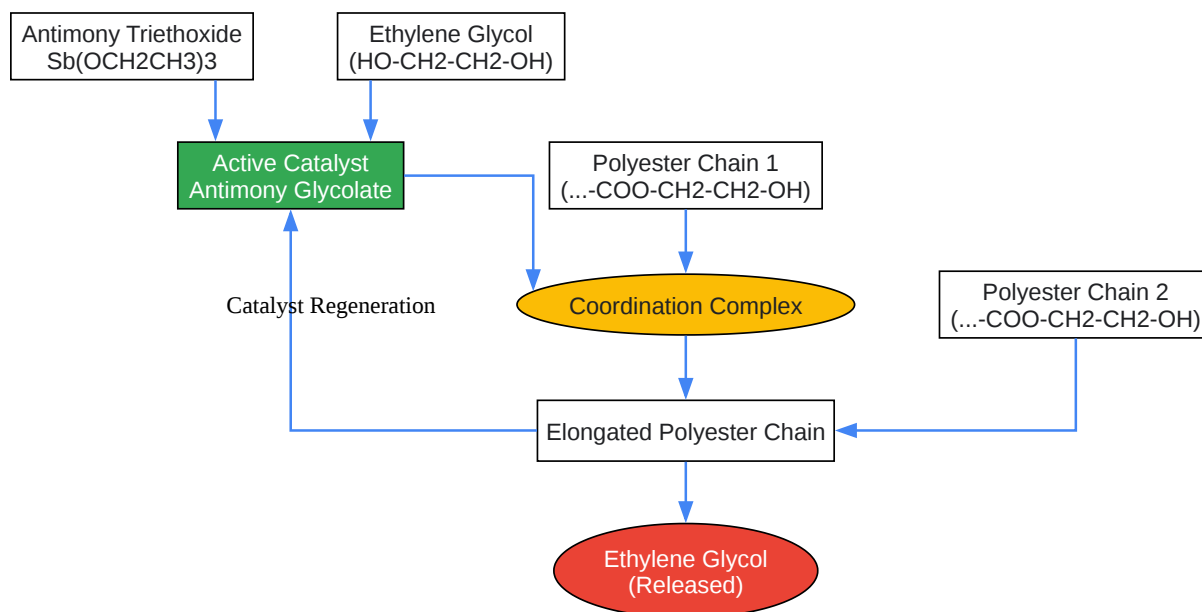 Antimony Triethoxide
Sb(OCH2CH3)3
Ethylene Glycol
(HO-CH2-CH2-OH)
Active Catalyst
Antimony Glycolate
Polyester Chain 1
(...-COO-CH2-CH2-OH)
Catalyst Regeneration
Coordination Complex
Polyester Chain 2
(...-COO-CH2-CH2-OH)
Elongated Polyester Chain
Ethylene Glycol
(Released)